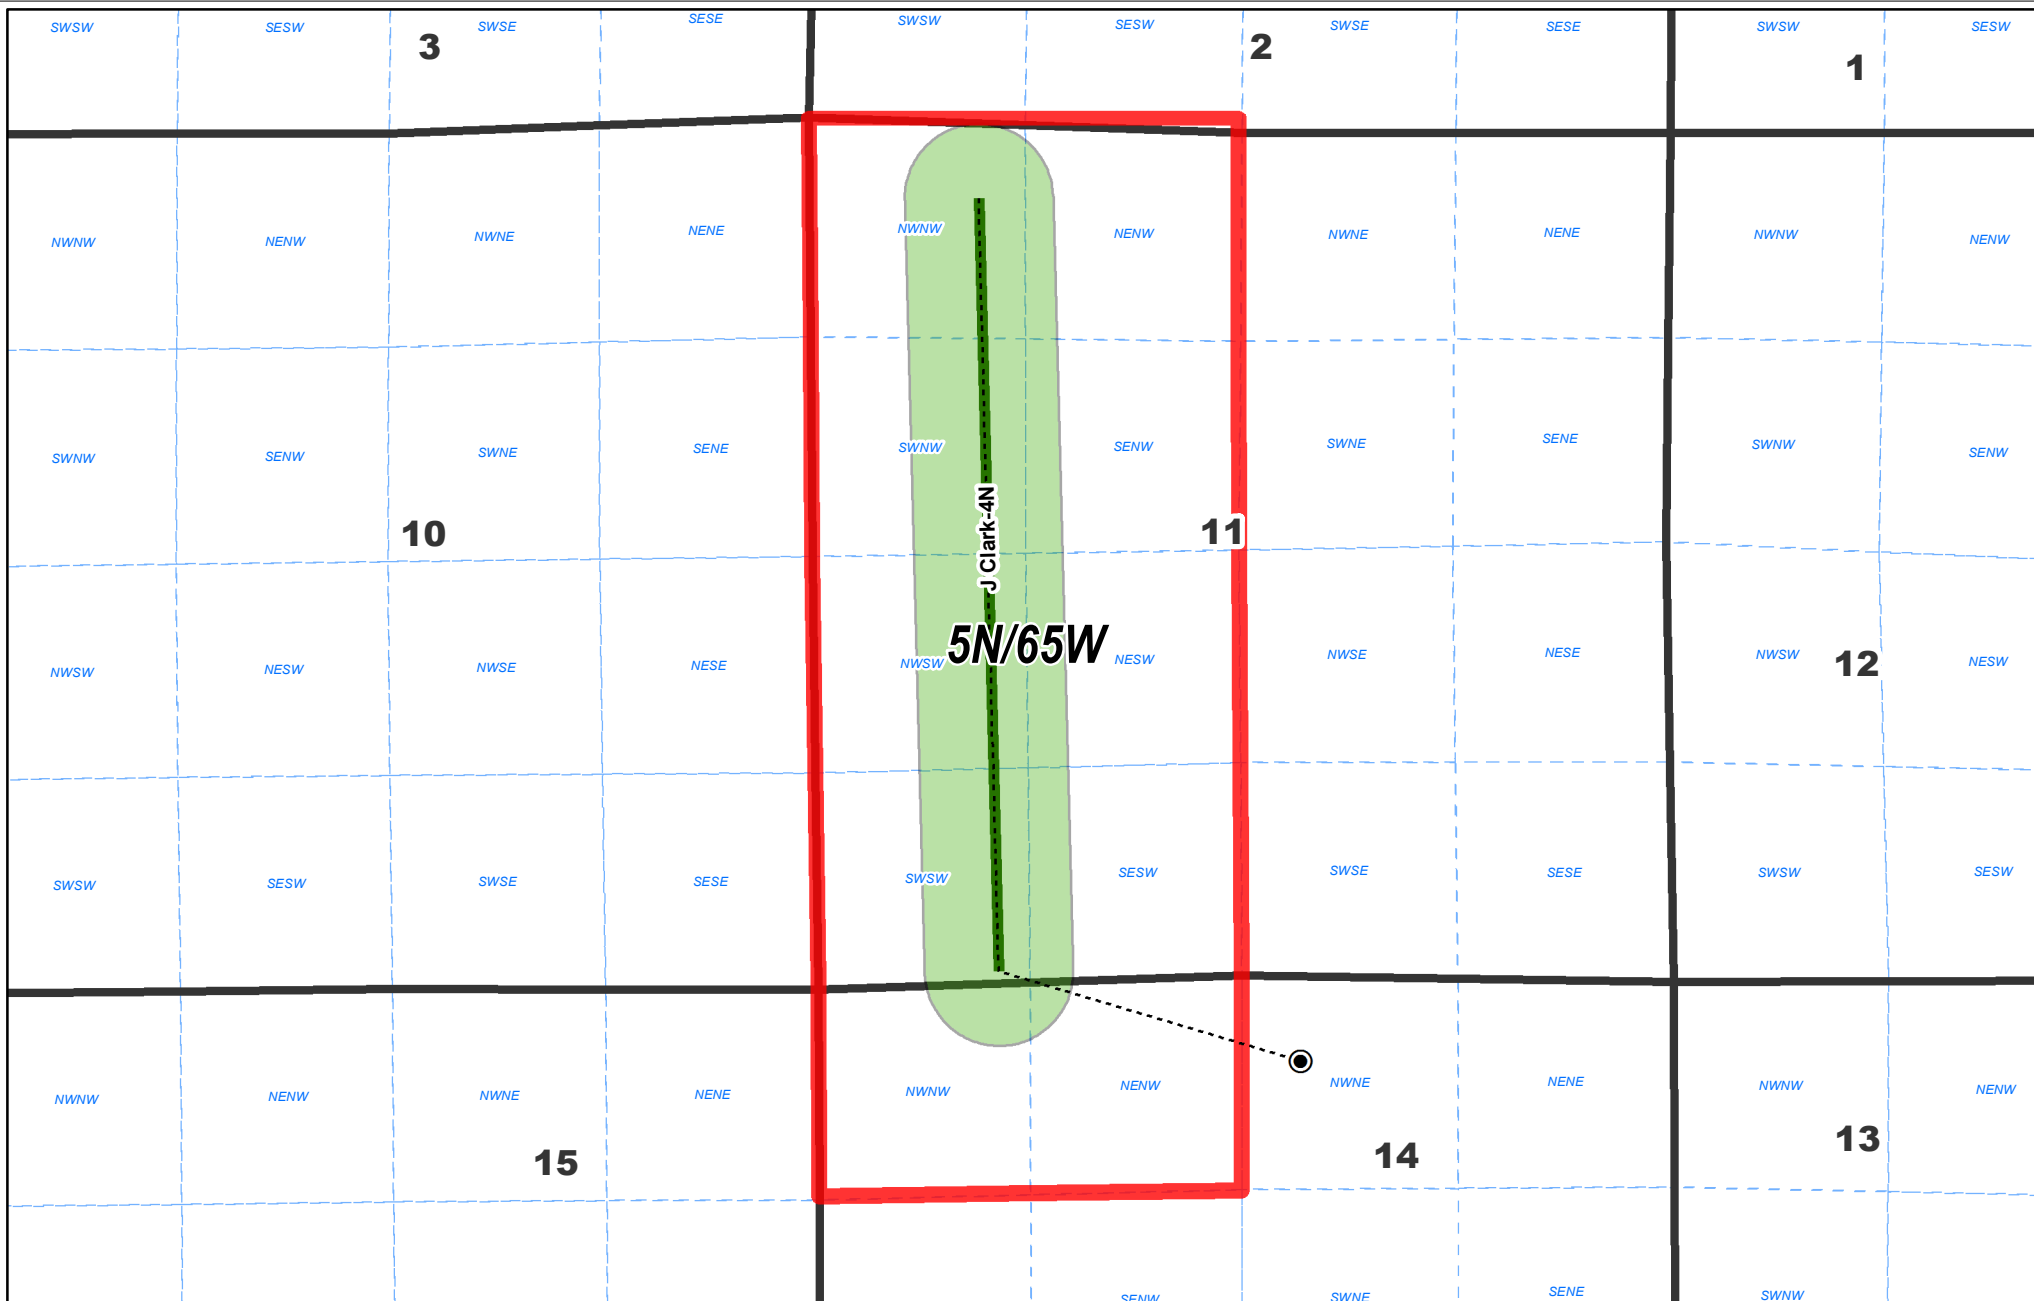 SWSW SESW SWSE SESE SWSW SESW SWSE SESE SWSW SESW
3 2 1
NWNW NENW NWNE NENE NWNW NENW NWNE NENE NWNW NENW
SWNW SENW SWNE SENE SWNW SENW SWNE SENE SWNW SENW
J Clark-4N
10 11
5N/65W
NWSW NESW NWSE NESE NWSW NESW NWSE NESE NWSW 12 NESW
SWSW SESW SWSE SESE SWSW SESW SWSE SESE SWSW SESW
NWNW NENW NWNE NENE NWNW NENW NWNE NENE NWNW NENW
15 14 13
SENW SWNE SENE SWNW